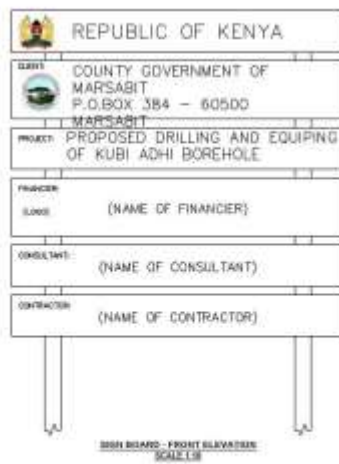 REPUBLIC OF KENYA
CLIENT:
COUNTY GOVERNMENT OF
MARSABIT
P.O.BOX 384 – 60500
MARSABIT
PROJECT:
PROPOSED DRILLING AND EQUIPING
OF KUBI ADHI BOREHOLE
FINANCIER
(LOGO)
(NAME OF FINANCIER)
CONSULTANT:
(NAME OF CONSULTANT)
CONTRACTOR
(NAME OF CONTRACTOR)
SIGN BOARD - FRONT ELEVATION
SCALE 1:10